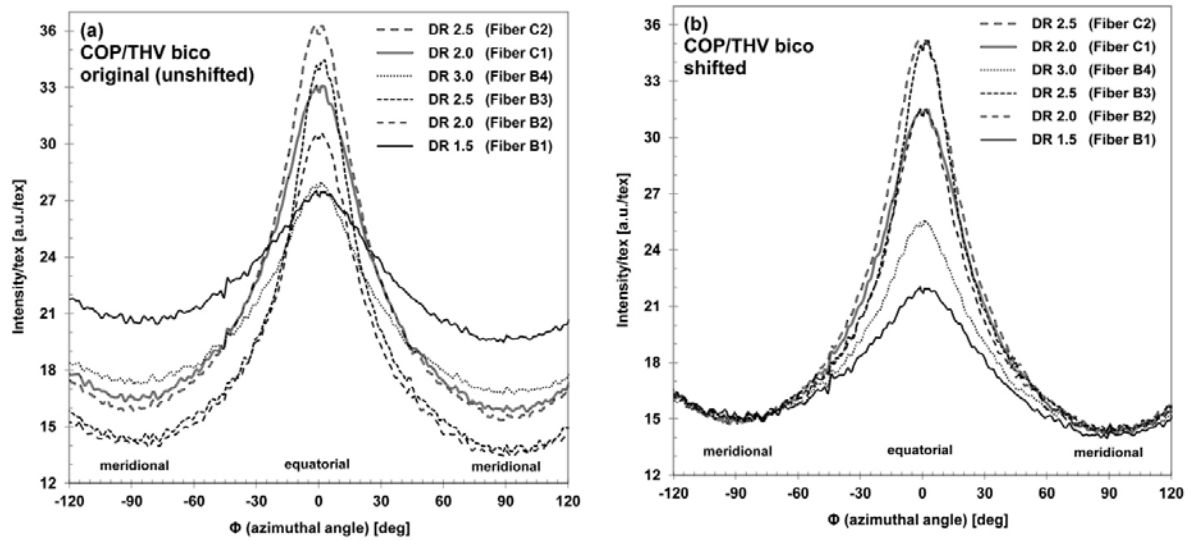 (a)
COP/THV bico
original (unshifted)
DR 2.5 (Fiber C2)
DR 2.0 (Fiber C1)
DR 3.0 (Fiber B4)
DR 2.5 (Fiber B3)
DR 2.0 (Fiber B2)
DR 1.5 (Fiber B1)
Intensity/tex [a.u./tex]
36
33
30
27
24
21
18
15
12
meridional
equatorial
meridional
-120 -90 -60 -30 0 30 60 90 120
Φ (azimuthal angle) [deg]
(b)
COP/THV bico
shifted
DR 2.5 (Fiber C2)
DR 2.0 (Fiber C1)
DR 3.0 (Fiber B4)
DR 2.5 (Fiber B3)
DR 2.0 (Fiber B2)
DR 1.5 (Fiber B1)
Intensity/tex [a.u./tex]
36
33
30
27
24
21
18
15
12
meridional
equatorial
meridional
-120 -90 -60 -30 0 30 60 90 120
Φ (azimuthal angle) [deg]